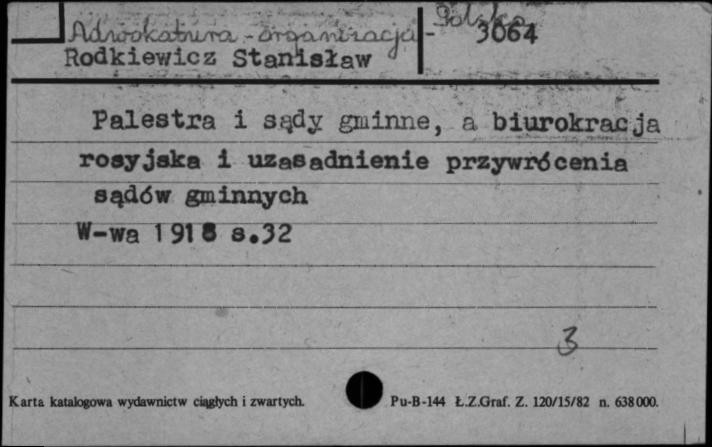 Adwokatura - organizacja - Polska
3064
Rodkiewicz Stanisław
Palestra i sądy gminne, a biurokracja
rosyjska i uzasadnienie przywrócenia
sądów gminnych
W-wa 1918 s.32
3
Karta katalogowa wydawnictw ciągłych i zwartych.
Pu-B-144 Ł.Z.Graf. Z. 120/15/82 n. 638000.